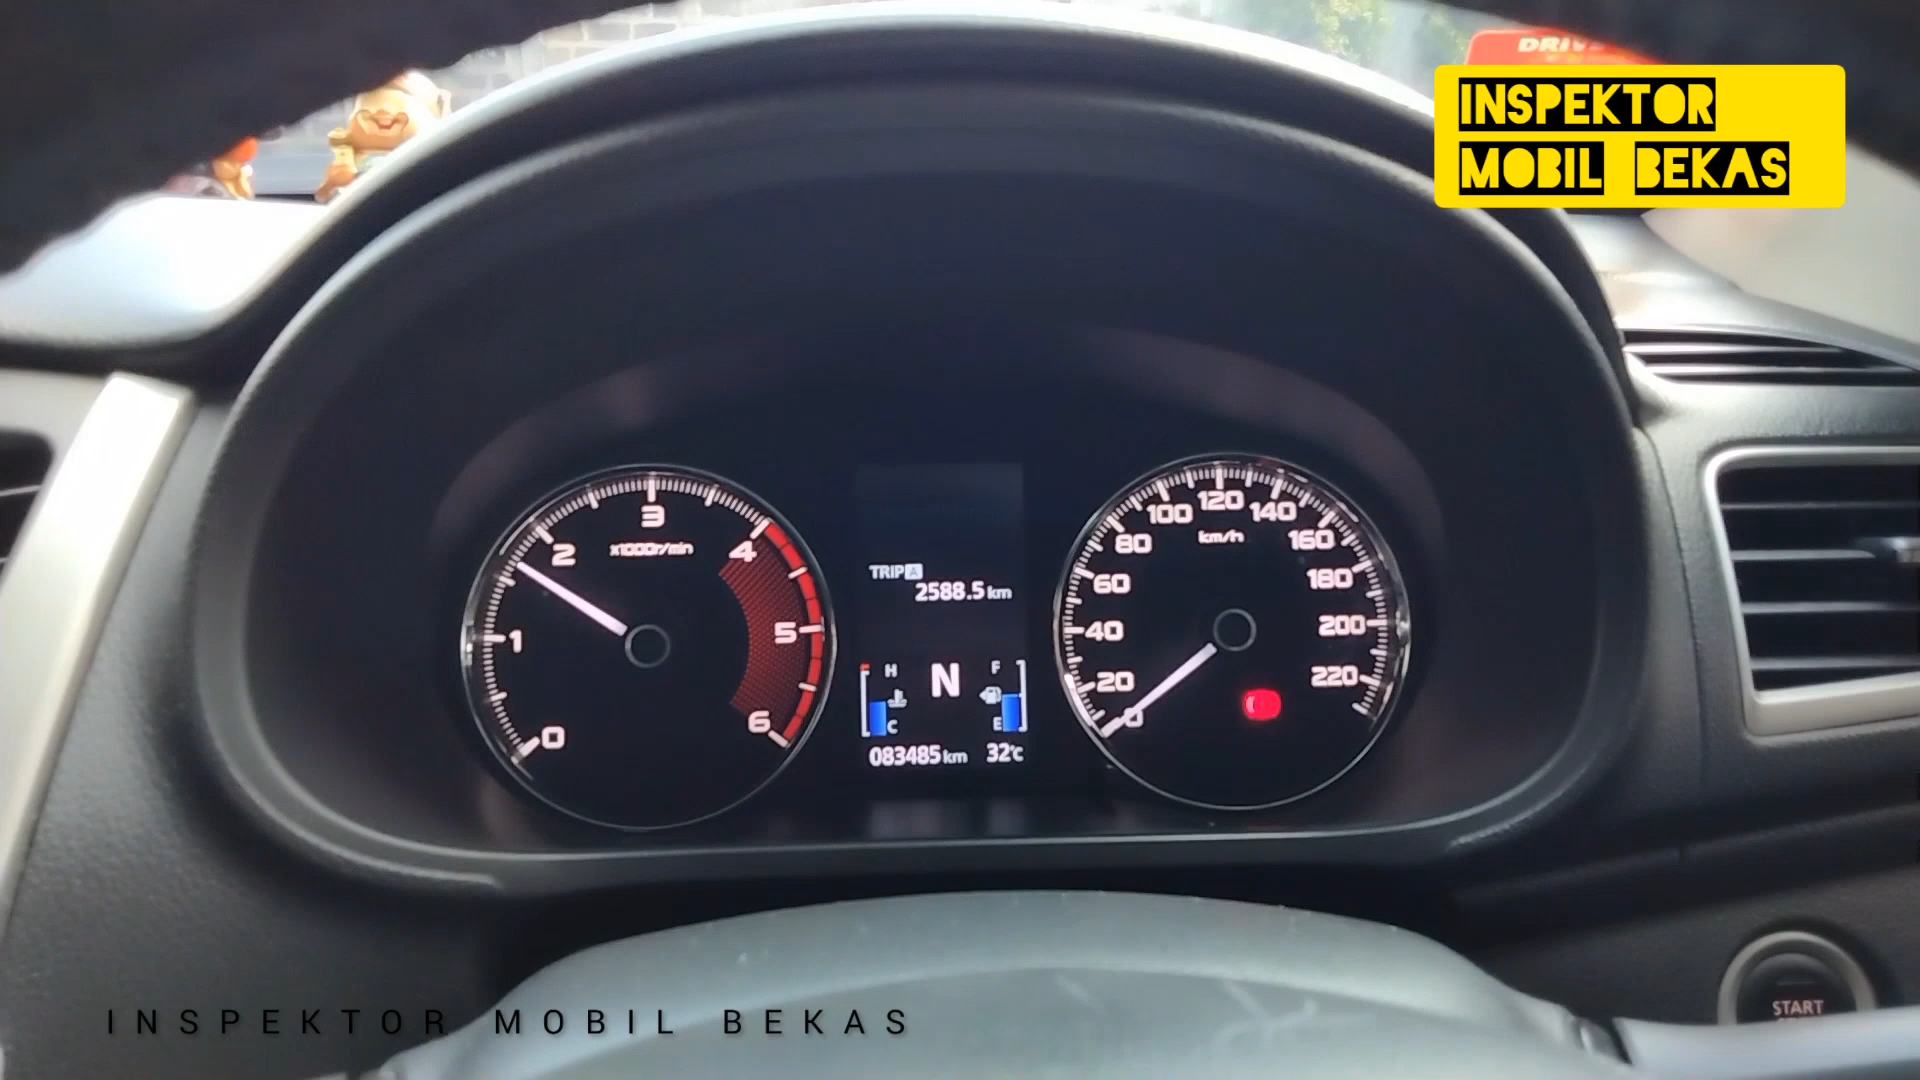 DRIVE
INSPEKTOR
MOBIL BEKAS
3
2
4
x1000r/min
1
5
0
6
TRIP A
2588.5 km
H
N
F
C
E
083485 km
32°C
120
100
140
80
km/h
160
60
180
40
200
20
220
0
START
INSPEKTOR MOBIL BEKAS